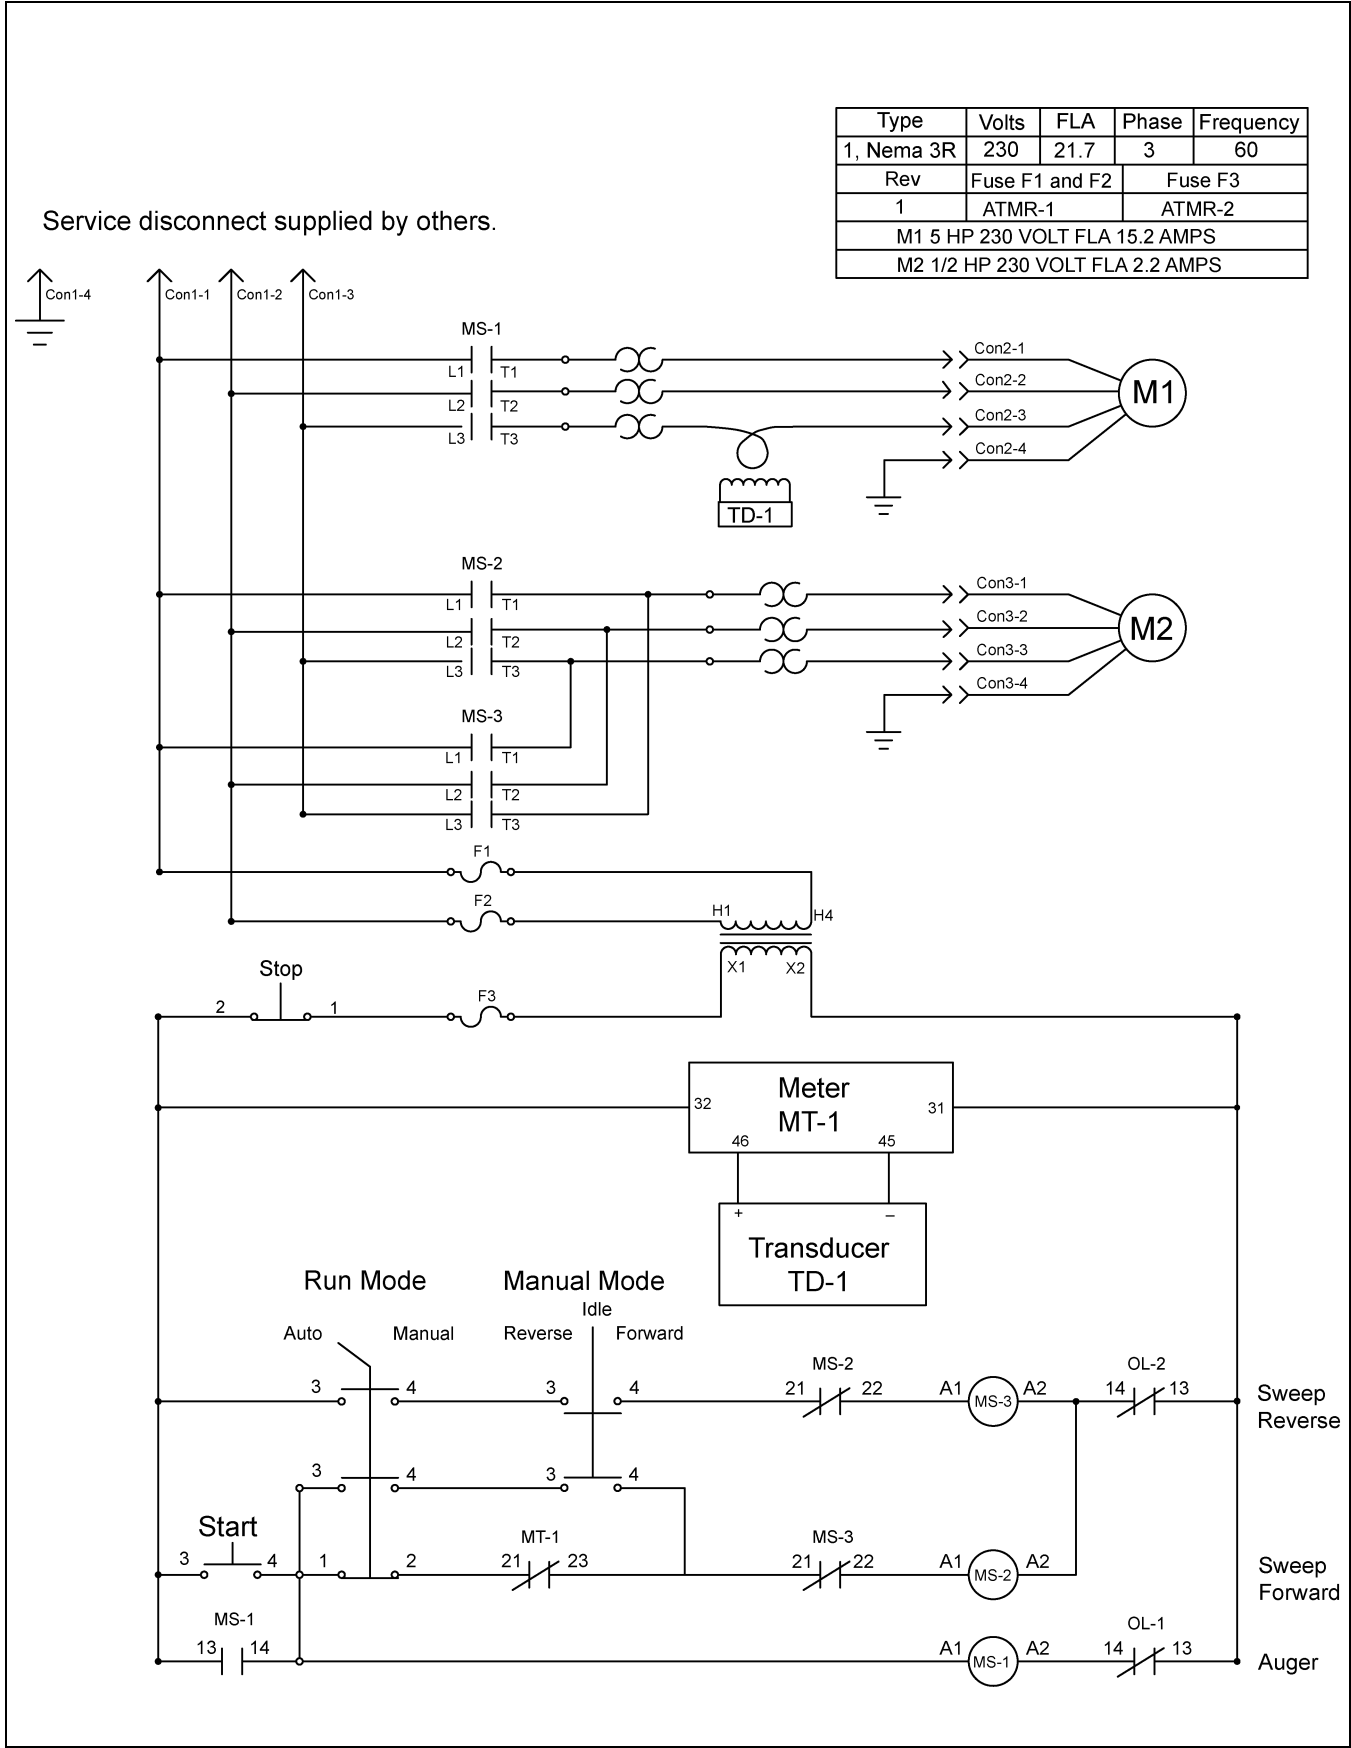 Type Volts FLA Phase Frequency
1, Nema 3R 230 21.7 3 60
Rev Fuse F1 and F2 Fuse F3
1 ATMR-1 ATMR-2
M1 5 HP 230 VOLT FLA 15.2 AMPS
M2 1/2 HP 230 VOLT FLA 2.2 AMPS
Service disconnect supplied by others.
Con1-4 Con1-1 Con1-2 Con1-3
MS-1
L1 T1 Con2-1
L2 T2 Con2-2
L3 T3 Con2-3
Con2-4
M1
TD-1
MS-2
L1 T1 Con3-1
L2 T2 Con3-2
L3 T3 Con3-3
Con3-4
M2
MS-3
L1 T1
L2 T2
L3 T3
F1
F2
H1 H4
X1 X2
Stop
2 1 F3
Meter
MT-1
32 31
46 45
+ –
Transducer
TD-1
Run Mode Manual Mode
Idle
Auto Manual Reverse Forward
MS-2 OL-2
3 4 3 4 21 22 A1 MS-3 A2 14 13
Sweep
Reverse
3 4 3 4
Start MT-1 MS-3
3 4 1 2 21 23 21 22 A1 MS-2 A2
Sweep
Forward
MS-1 OL-1
13 14 A1 MS-1 A2 14 13
Auger